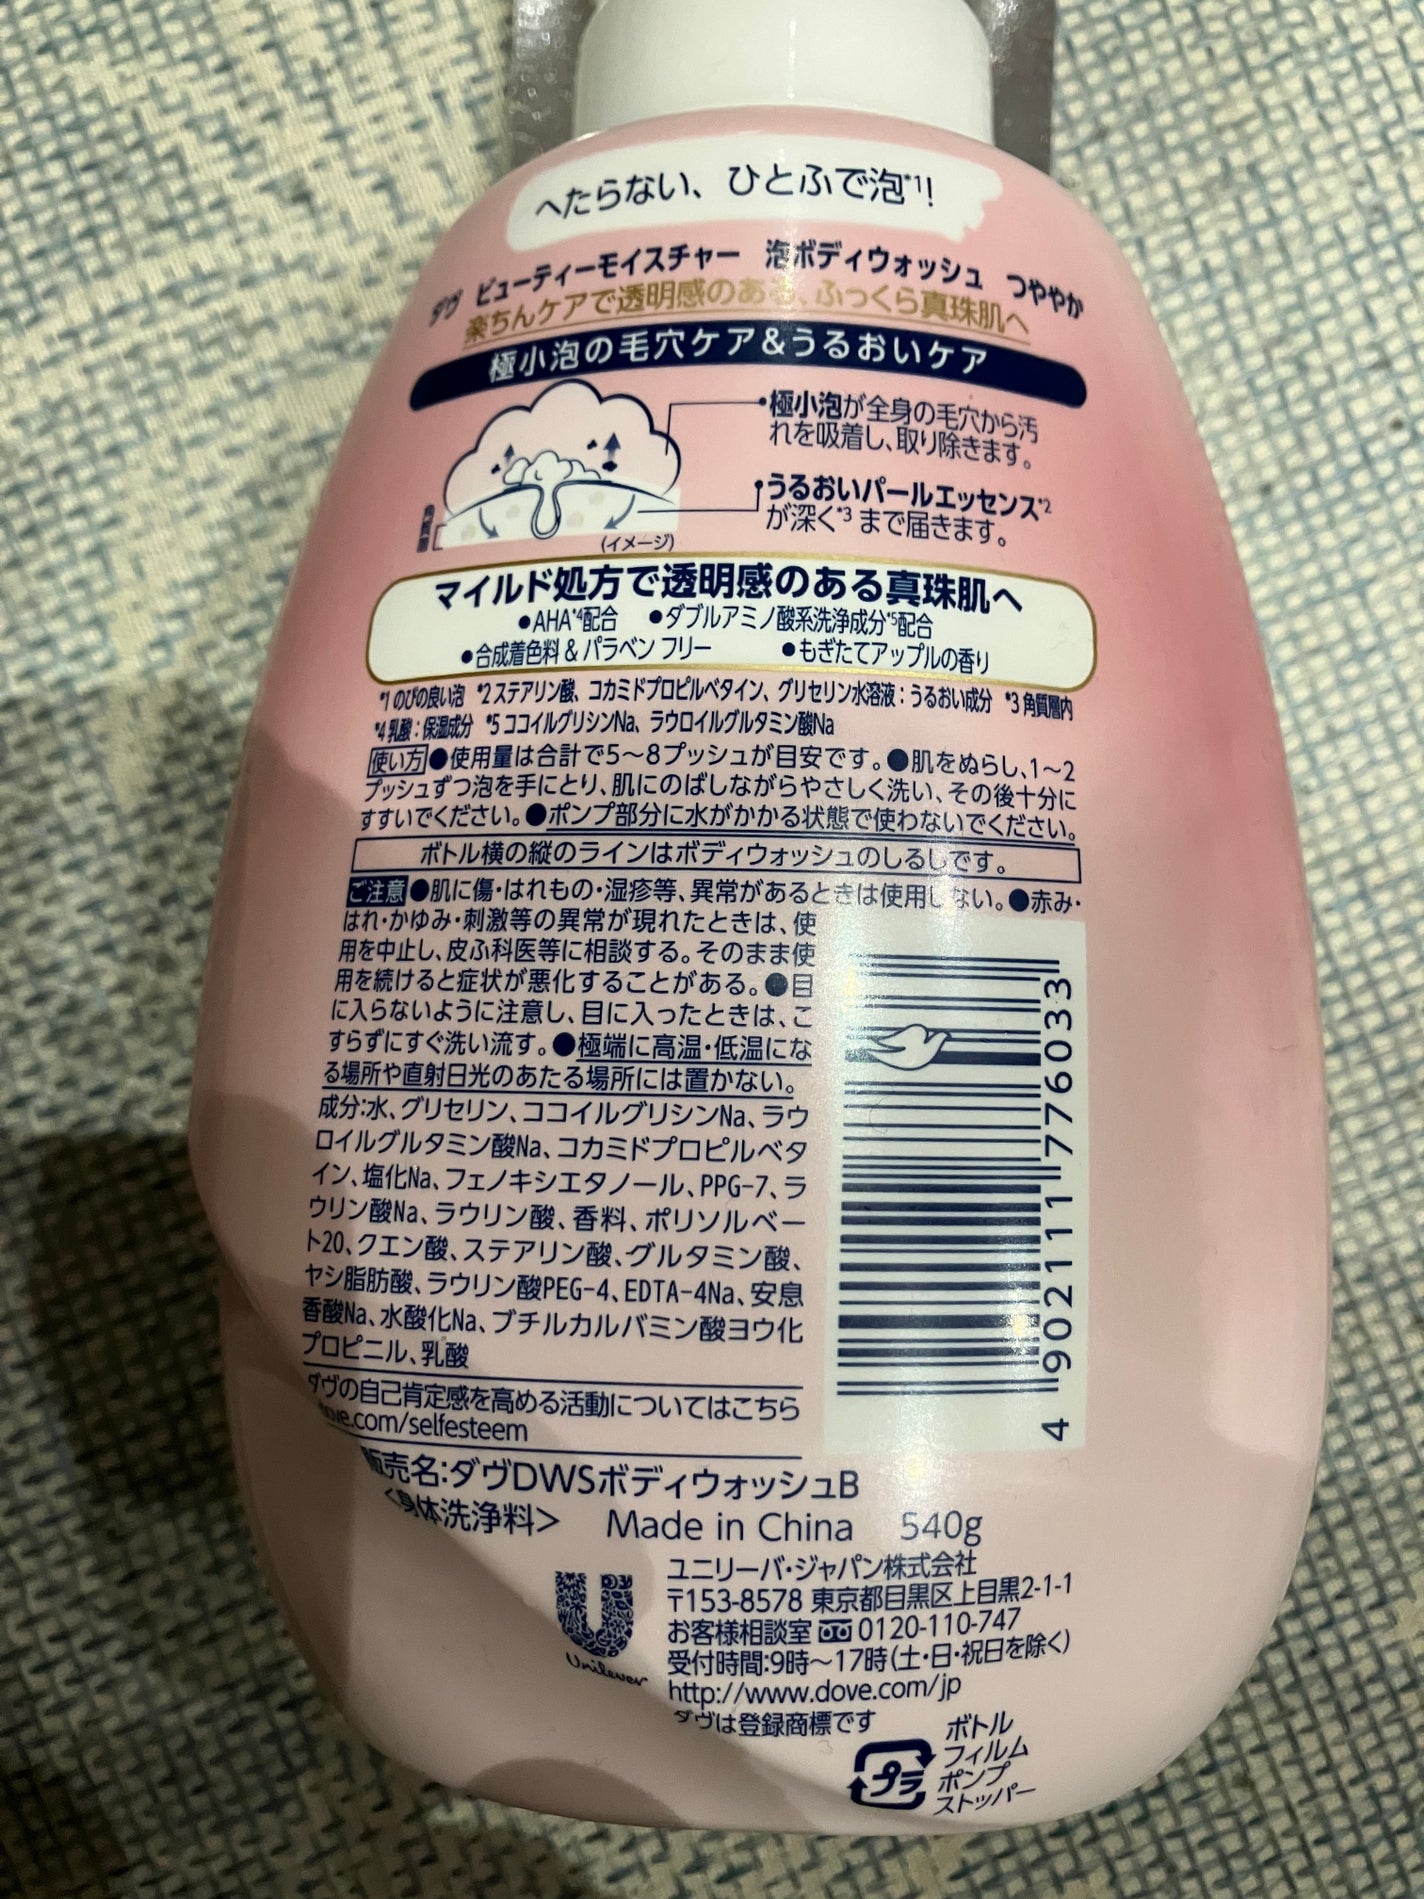 へたらない、ひとふで泡*1!
ダヴ ビューティーモイスチャー 泡ボディウォッシュ つややか
楽ちんケアで透明感のある、ふっくら真珠肌へ
極小泡の毛穴ケア&うるおいケア
●極小泡が全身の毛穴から汚
れを吸着し、取り除きます。
●うるおいパールエッセンス*2
が深く*3 まで届きます。
角質層
(イメージ)
マイルド処方で透明感のある真珠肌へ
●AHA*4配合 ●ダブルアミノ酸系洗浄成分*5配合
●合成着色料 & パラベン フリー ●もぎたてアップルの香り
*1 のびの良い泡 *2 ステアリン酸、コカミドプロピルベタイン、グリセリン水溶液:うるおい成分 *3 角質層内
*4 乳酸:保湿成分 *5 ココイルグリシンNa、ラウロイルグルタミン酸Na
使い方 ●使用量は合計で5〜8プッシュが目安です。●肌をぬらし、1〜2
プッシュずつ泡を手にとり、肌にのばしながらやさしく洗い、その後十分に
すすいでください。●ポンプ部分に水がかかる状態で使わないでください。
ボトル横の縦のラインはボディウォッシュのしるしです。
ご注意 ●肌に傷・はれもの・湿疹等、異常があるときは使用しない。●赤み・
はれ・かゆみ・刺激等の異常が現れたときは、使
用を中止し、皮ふ科医等に相談する。そのまま使
用を続けると症状が悪化することがある。●目
に入らないように注意し、目に入ったときは、こ
すらずにすぐ洗い流す。●極端に高温・低温にな
る場所や直射日光のあたる場所には置かない。
成分:水、グリセリン、ココイルグリシンNa、ラウ
ロイルグルタミン酸Na、コカミドプロピルベタ
イン、塩化Na、フェノキシエタノール、PPG-7、ラ
ウリン酸Na、ラウリン酸、香料、ポリソルベー
ト20、クエン酸、ステアリン酸、グルタミン酸、
ヤシ脂肪酸、ラウリン酸PEG-4、EDTA-4Na、安息
香酸Na、水酸化Na、ブチルカルバミン酸ヨウ化
プロピニル、乳酸
4 902111 776033
ダヴの自己肯定感を高める活動についてはこちら
dove.com/selfesteem
販売名:ダヴDWSボディウォッシュB
<身体洗浄料> Made in China 540g
Unilever
ユニリーバ・ジャパン株式会社
〒153-8578 東京都目黒区上目黒2-1-1
お客様相談室 0120-110-747
受付時間:9時〜17時(土・日・祝日を除く)
http://www.dove.com/jp
ダヴは登録商標です
プラ
ボトル
フィルム
ポンプ
ストッパー